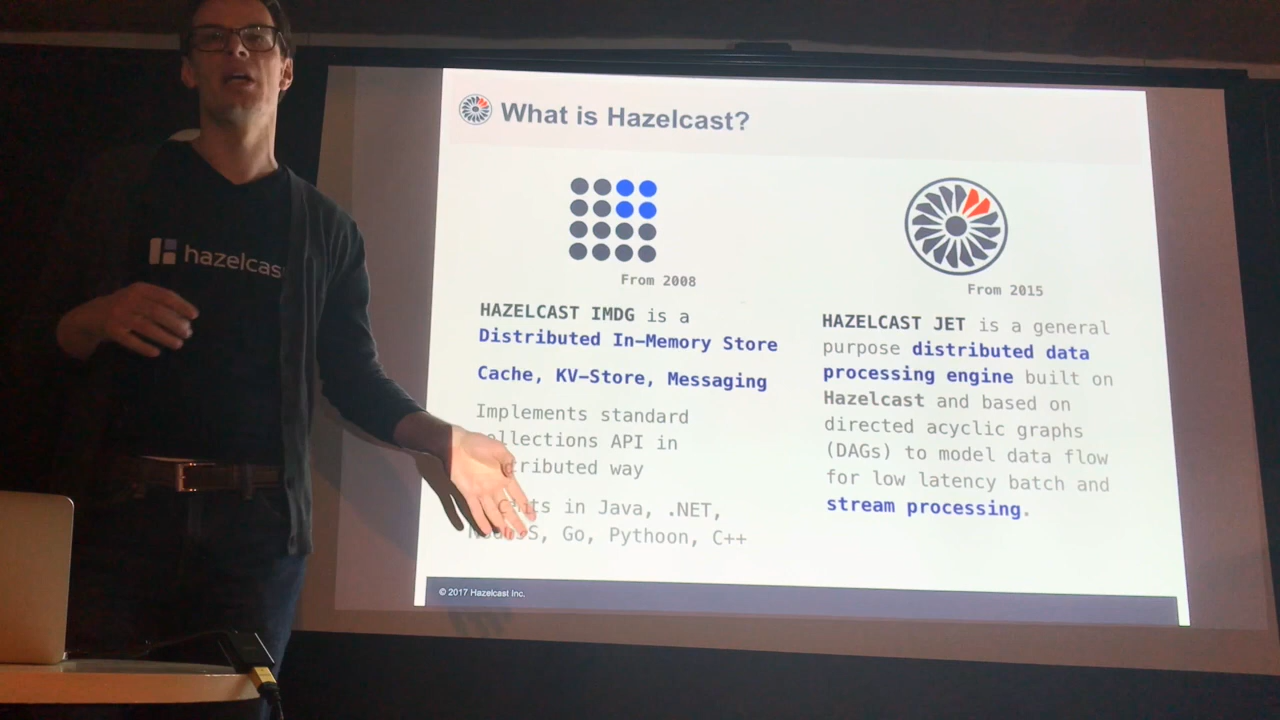 What is Hazelcast?
hazelcas
From 2008
HAZELCAST IMDG is a
Distributed In-Memory Store
Cache, KV-Store, Messaging
Implements standard
collections API in
distributed way
in Java, .NET,
Go, Pythoon, C++
From 2015
HAZELCAST JET is a general
purpose distributed data
processing engine built on
Hazelcast and based on
directed acyclic graphs
(DAGs) to model data flow
for low latency batch and
stream processing.
© 2017 Hazelcast Inc.